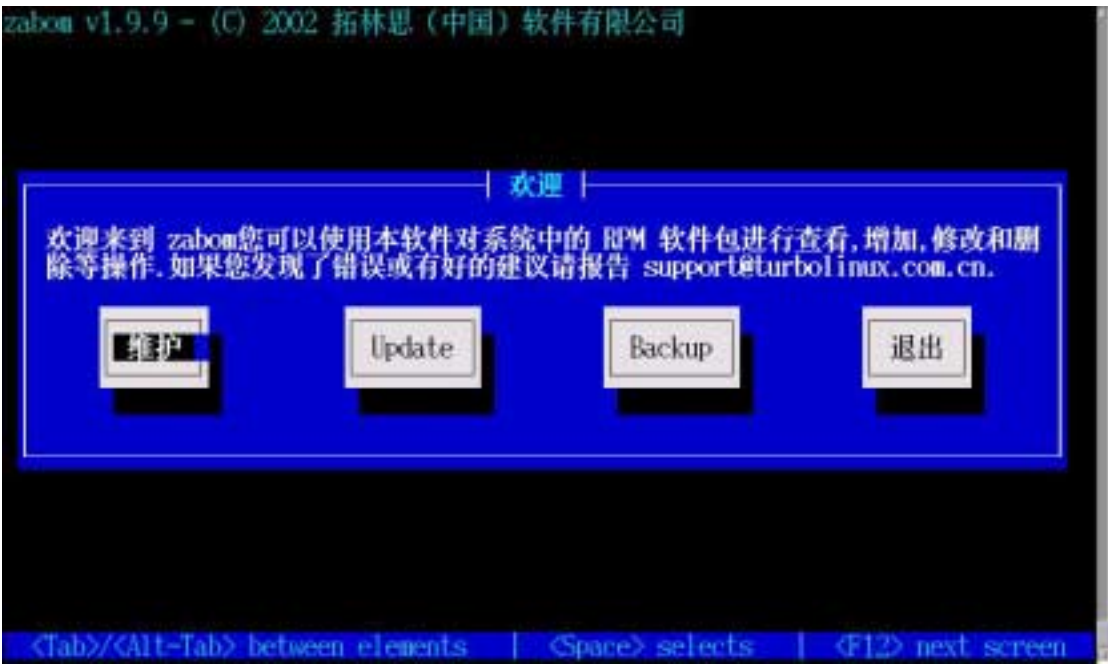 zabom v1.9.9 - (C) 2002 拓林思（中国）软件有限公司
欢迎
欢迎来到 zabom您可以使用本软件对系统中的 RPM 软件包进行查看,增加,修改和删
除等操作.如果您发现了错误或有好的建议请报告 support@turbolinux.com.cn.
维护 Update Backup 退出
<Tab>/<Alt-Tab> between elements | <Space> selects | <F12> next screen